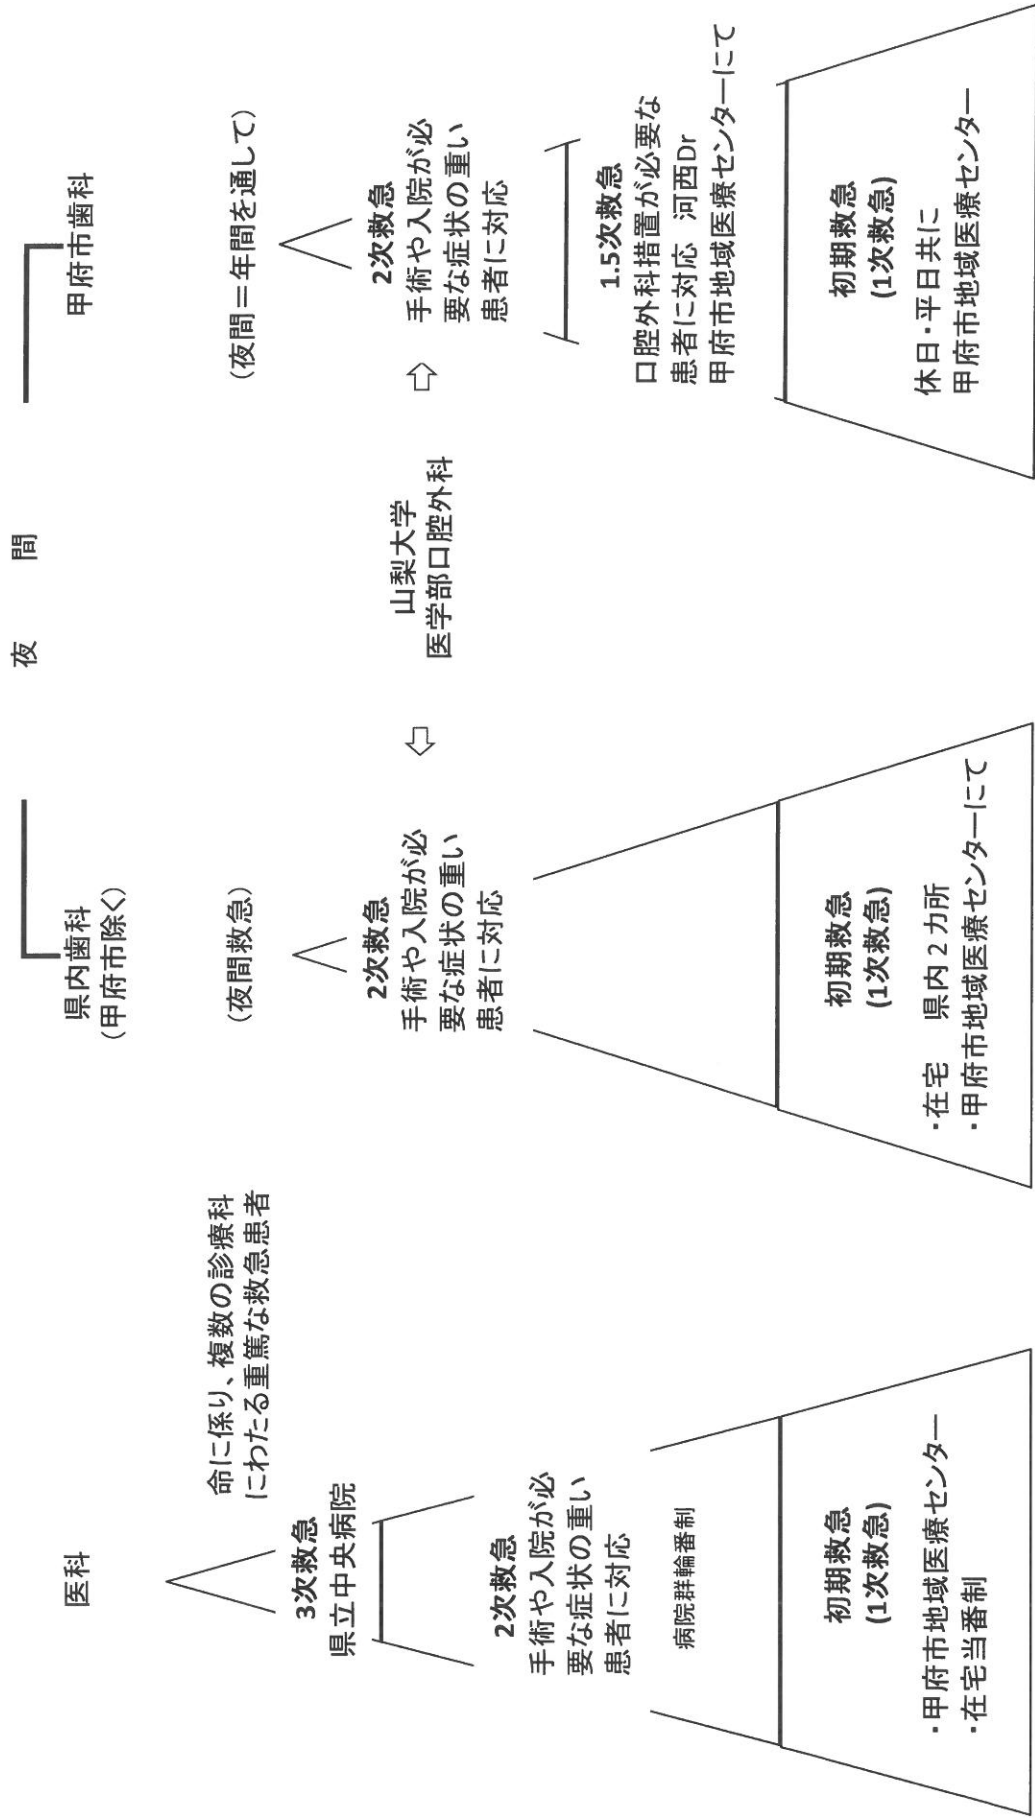 夜　間
医科
命に係り、複数の診療科
にわたる重篤な救急患者
3次救急
県立中央病院
2次救急
手術や入院が必
要な症状の重い
患者に対応
病院群輪番制
初期救急
(1次救急)
・甲府市地域医療センター
・在宅当番制
県内歯科
(甲府市除く)
(夜間救急)
2次救急
手術や入院が必
要な症状の重い
患者に対応
初期救急
(1次救急)
・在宅　県内2カ所
・甲府市地域医療センターにて
山梨大学
医学部口腔外科
甲府市歯科
(夜間=年間を通して)
2次救急
手術や入院が必
要な症状の重い
患者に対応
1.5次救急
口腔外科措置が必要な
患者に対応　河西Dr
甲府市地域医療センターにて
初期救急
(1次救急)
休日・平日共に
甲府市地域医療センター